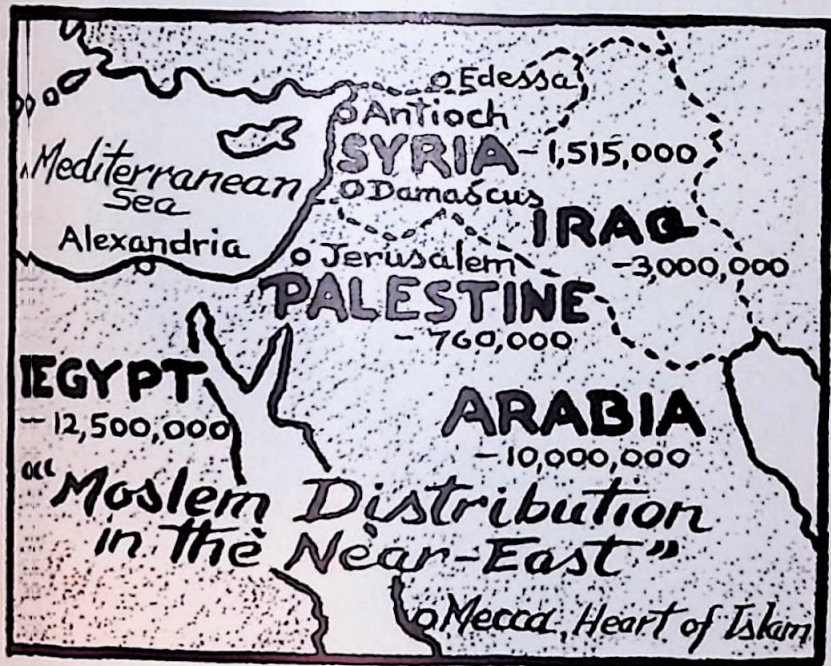 Edessa
Antioch
SYRIA - 1,515,000
Mediterranean
Sea
Damascus
IRAQ
- 3,000,000
Alexandria
Jerusalem
PALESTINE
- 760,000
EGYPT
- 12,500,000
ARABIA
- 10,000,000
"Moslem Distribution
in the Near-East"
Mecca, Heart of Islam